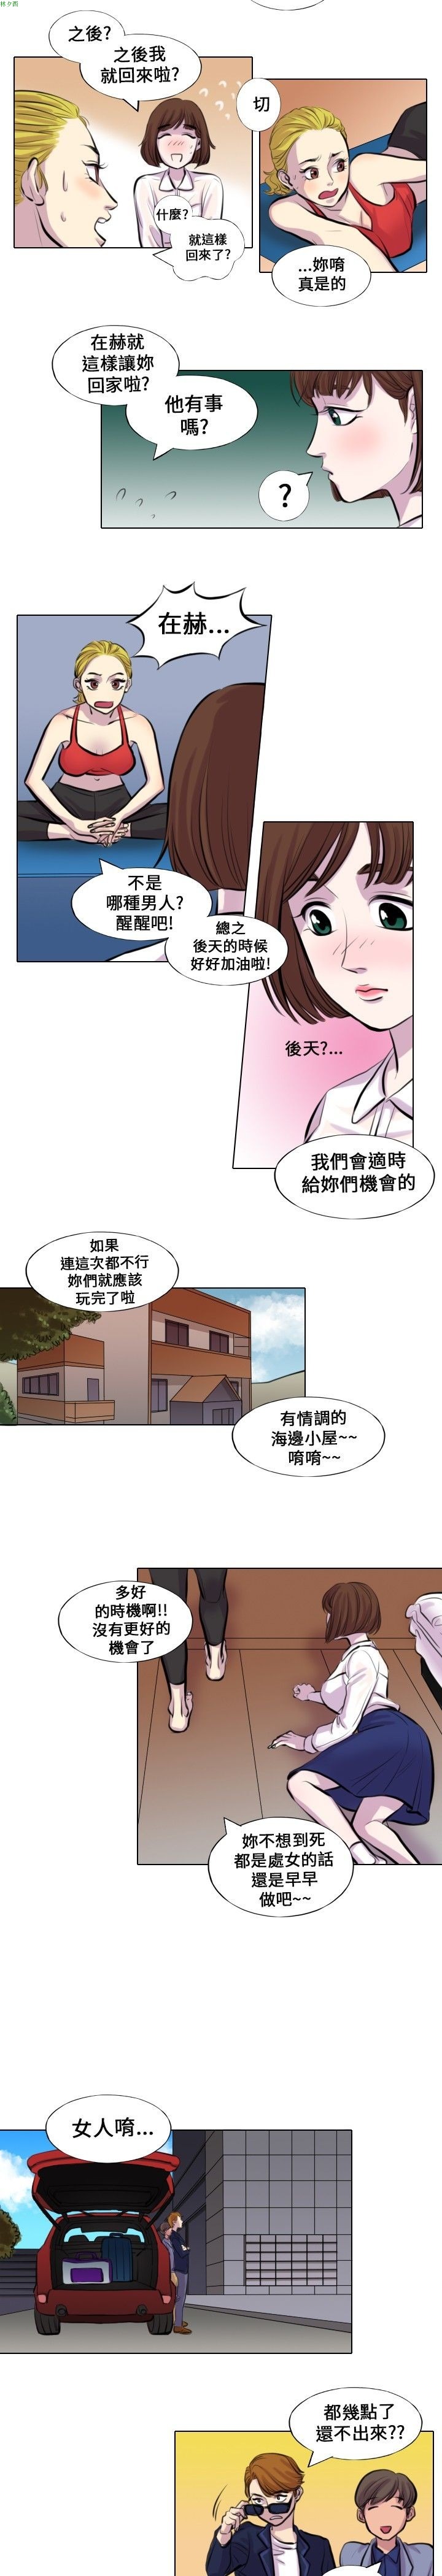 林夕茜
之後?
之後我
就回來啦?
什麼?
就這樣
回來了?
切
...妳唷
真是的
在赫就
這樣讓妳
回家啦?
他有事
嗎?
?
在赫...
不是
哪種男人?
醒醒吧!
總之
後天的時候
好好加油啦!
後天?...
我們會適時
給妳們機會的
如果
連這次都不行
妳們就應該
玩完了啦
有情調的
海邊小屋~~
唷唷~~
多好
的時機啊!!
沒有更好的
機會了
妳不想到死
都是處女的話
還是早早
做吧~~
女人唷...
都幾點了
還不出來??